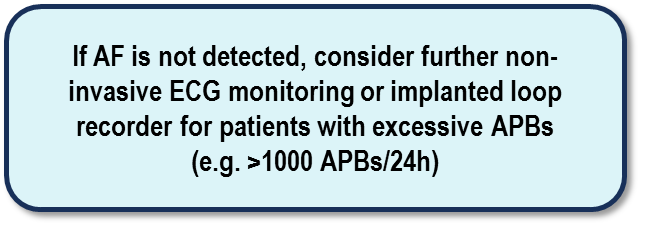 If AF is not detected, consider further non-
invasive ECG monitoring or implanted loop
recorder for patients with excessive APBs
(e.g. >1000 APBs/24h)